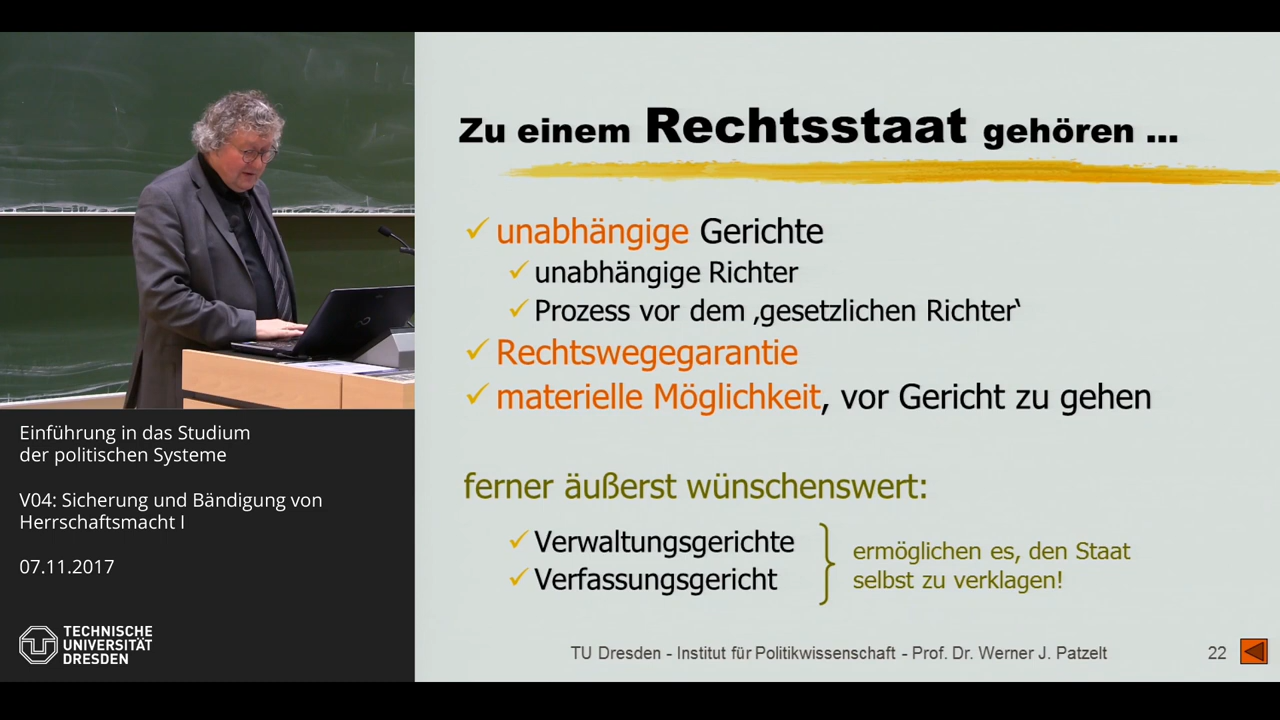 Zu einem Rechtsstaat gehören ...
unabhängige Gerichte
unabhängige Richter
Prozess vor dem ‚gesetzlichen Richter‘
Rechtswegegarantie
materielle Möglichkeit, vor Gericht zu gehen
ferner äußerst wünschenswert:
Verwaltungsgerichte
Verfassungsgericht
ermöglichen es, den Staat
selbst zu verklagen!
TU Dresden - Institut für Politikwissenschaft - Prof. Dr. Werner J. Patzelt
22
Einführung in das Studium
der politischen Systeme
V04: Sicherung und Bändigung von
Herrschaftsmacht I
07.11.2017
TECHNISCHE
UNIVERSITÄT
DRESDEN